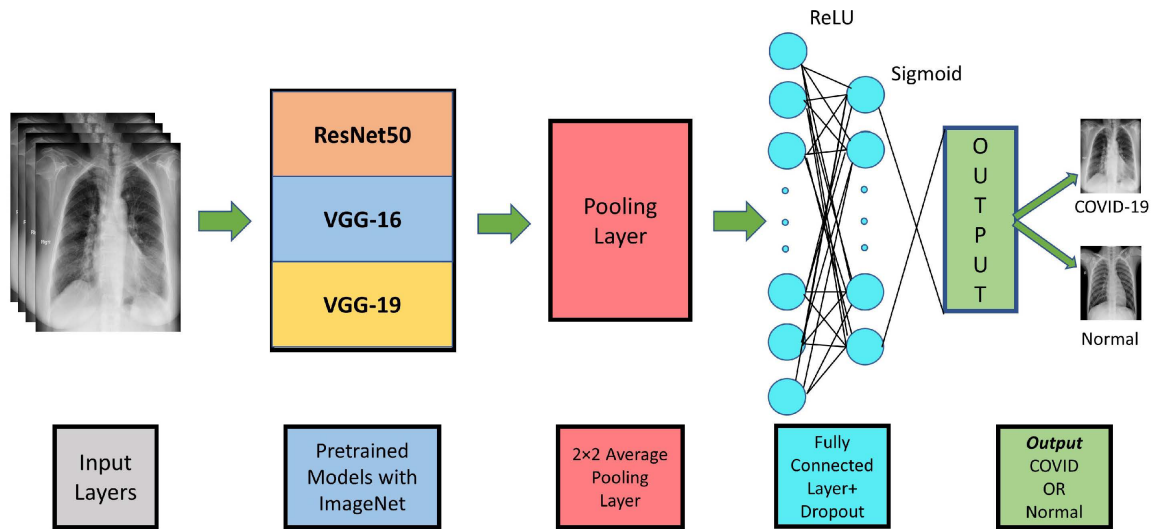 ReLU
Sigmoid
ResNet50
VGG-16
VGG-19
Pooling
Layer
O
U
T
P
U
T
COVID-19
Normal
Input
Layers
Pretrained
Models with
ImageNet
2×2 Average
Pooling
Layer
Fully
Connected
Layer+
Dropout
Output
COVID
OR
Normal